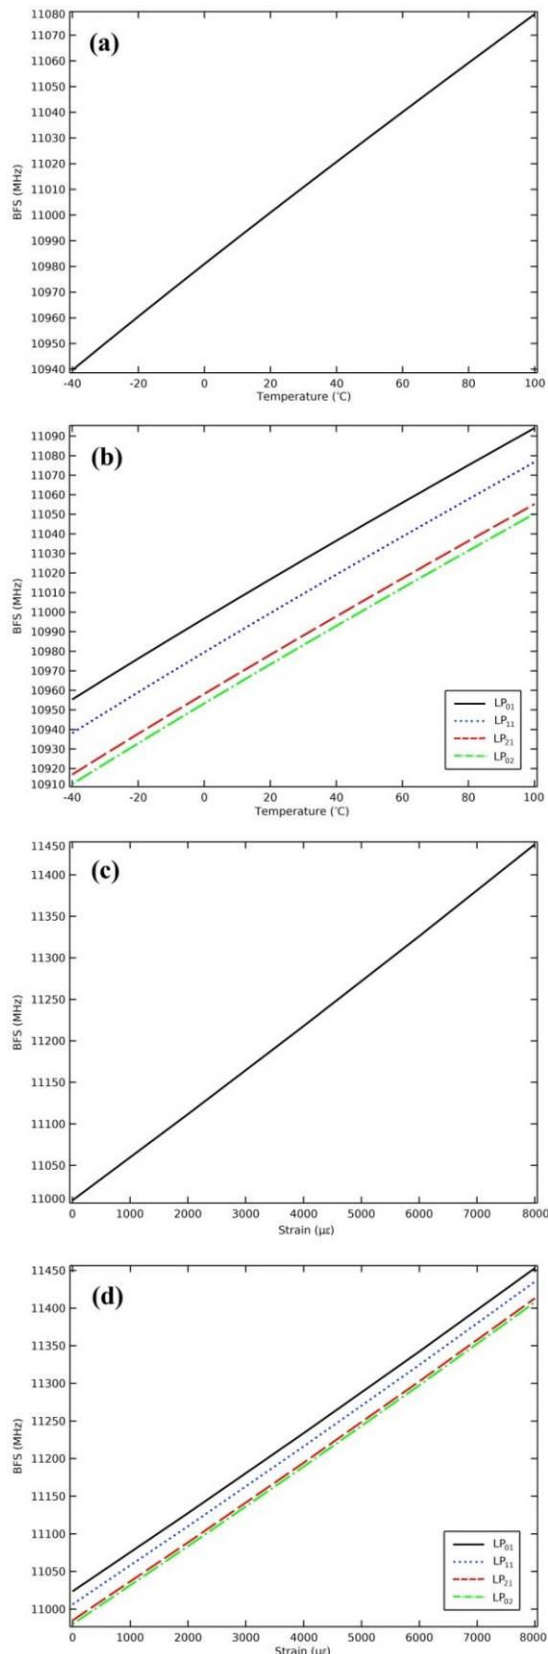 (a)
BFS (MHz)
11080
11070
11060
11050
11040
11030
11020
11010
11000
10990
10980
10970
10960
10950
10940
-40 -20 0 20 40 60 80 100
Temperature (℃)
(b)
BFS (MHz)
11090
11080
11070
11060
11050
11040
11030
11020
11010
11000
10990
10980
10970
10960
10950
10940
10930
10920
10910
LP01
LP11
LP21
LP02
-40 -20 0 20 40 60 80 100
Temperature (℃)
(c)
BFS (MHz)
11450
11400
11350
11300
11250
11200
11150
11100
11050
11000
0 1000 2000 3000 4000 5000 6000 7000 8000
Strain (με)
(d)
BFS (MHz)
11450
11400
11350
11300
11250
11200
11150
11100
11050
11000
LP01
LP11
LP21
LP02
0 1000 2000 3000 4000 5000 6000 7000 8000
Strain (με)